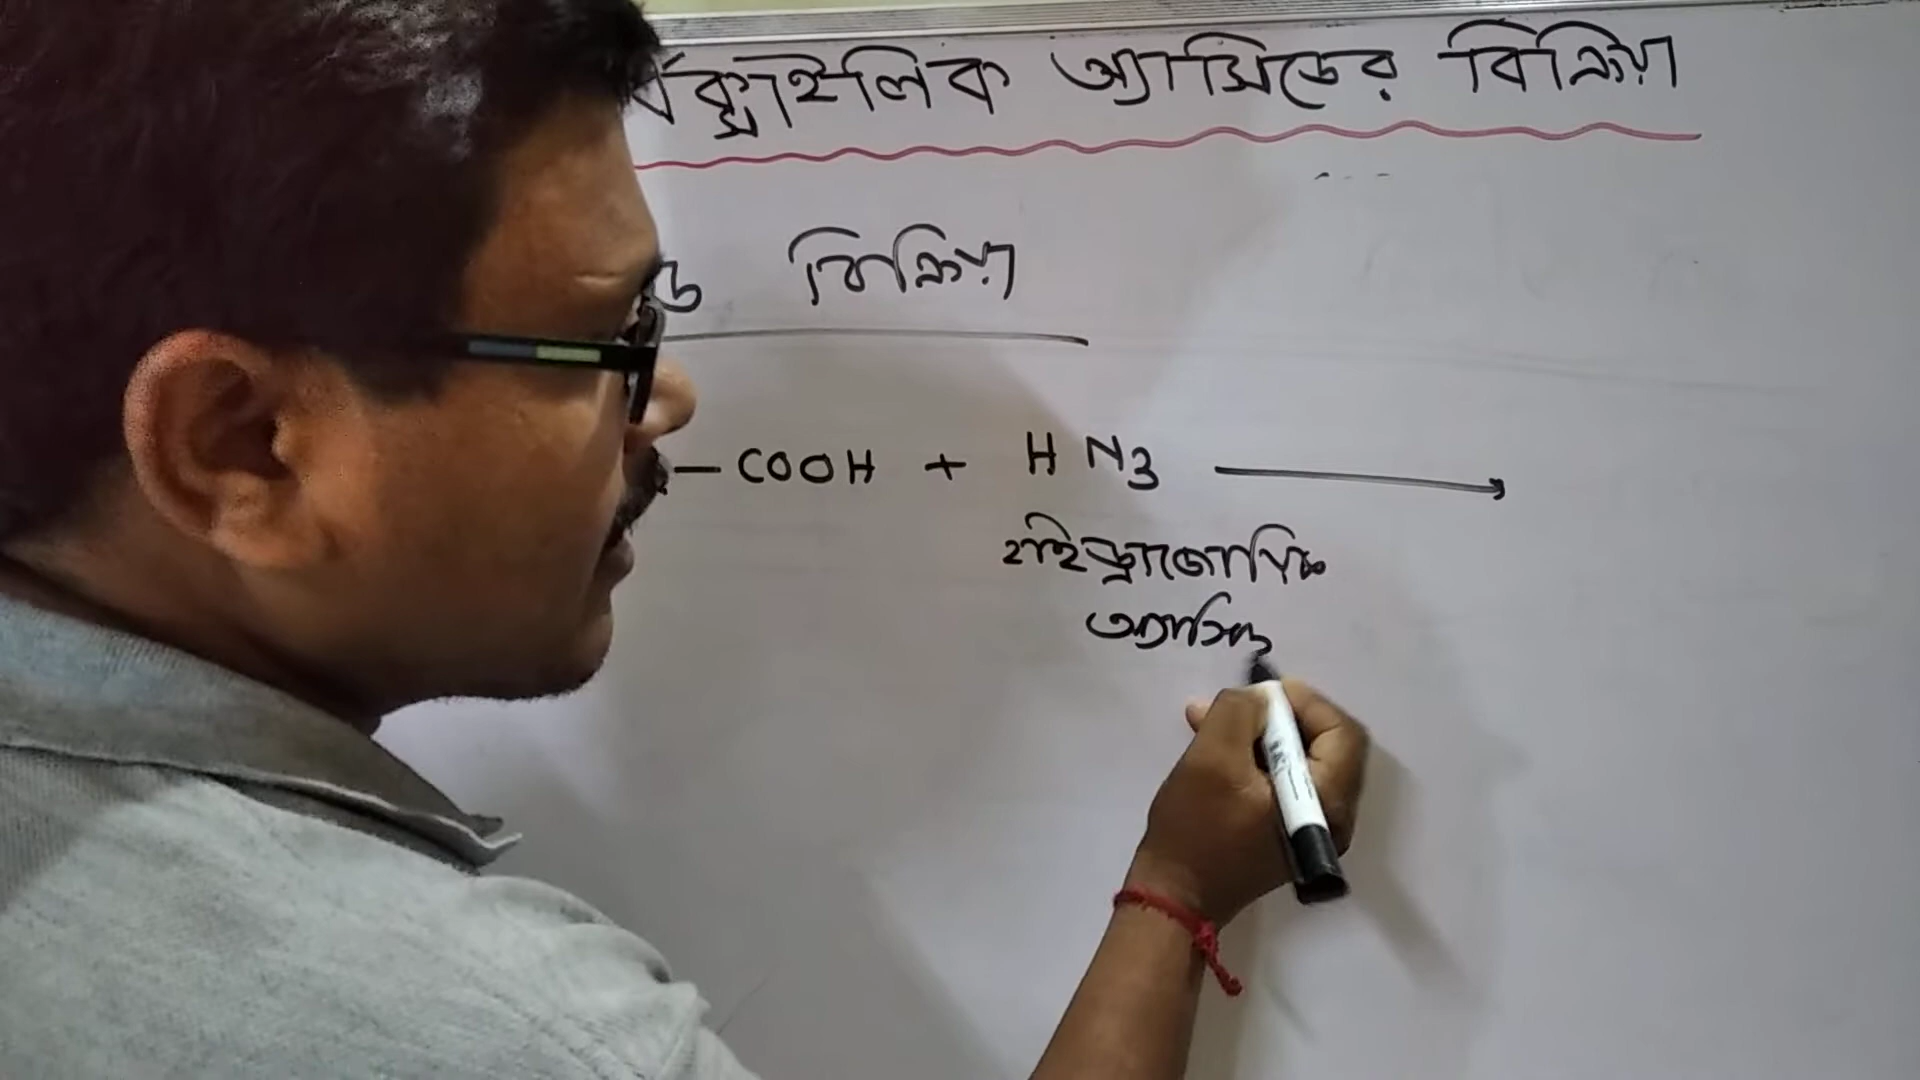 র্বক্সাইলিক অ্যাসিডের বিক্রিয়া
ড বিক্রিয়া
— COOH + HN3 ⟶
হাইড্রাজোয়িক
অ্যাসিড